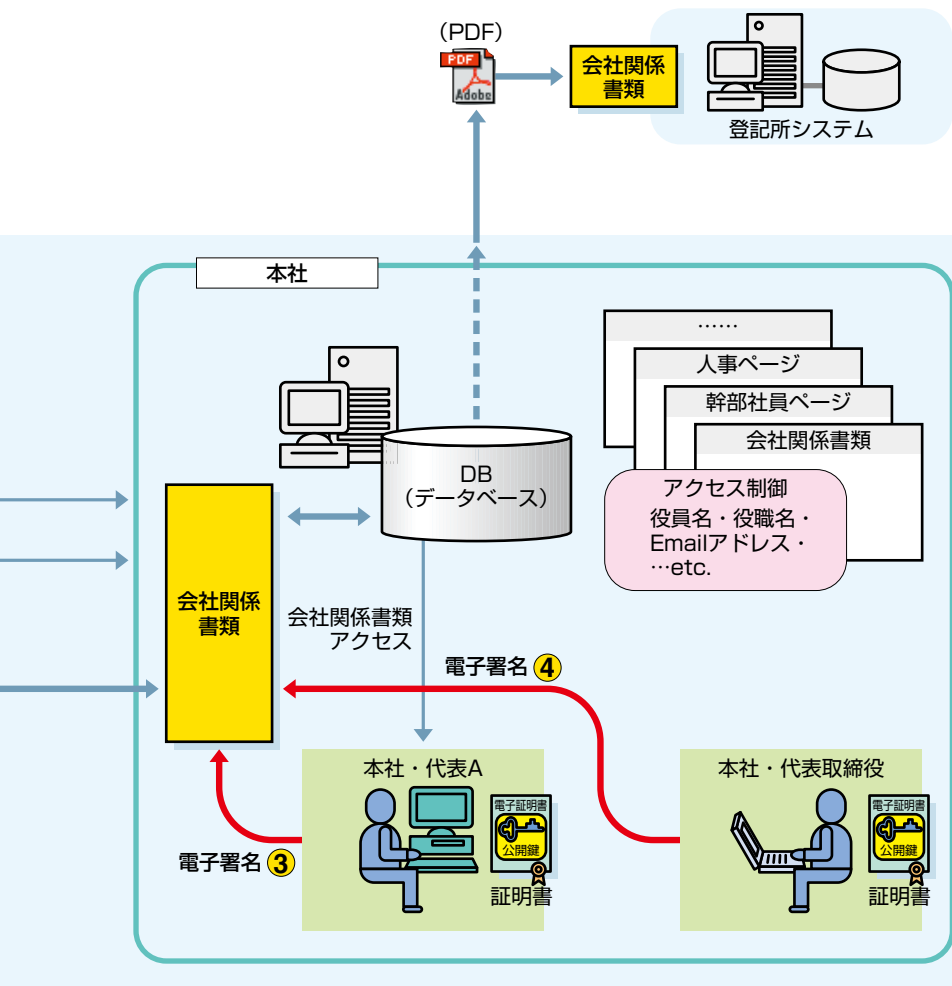 （PDF）
PDF
Adobe
会社関係
書類
登記所システム
本社
……
人事ページ
幹部社員ページ
会社関係書類
アクセス制御
役員名・役職名・
Emailアドレス・
…etc.
DB
（データベース）
会社関係
書類
会社関係書類
アクセス
電子署名 ④
本社・代表A
電子証明書
公開鍵
証明書
電子署名 ③
本社・代表取締役
電子証明書
公開鍵
証明書